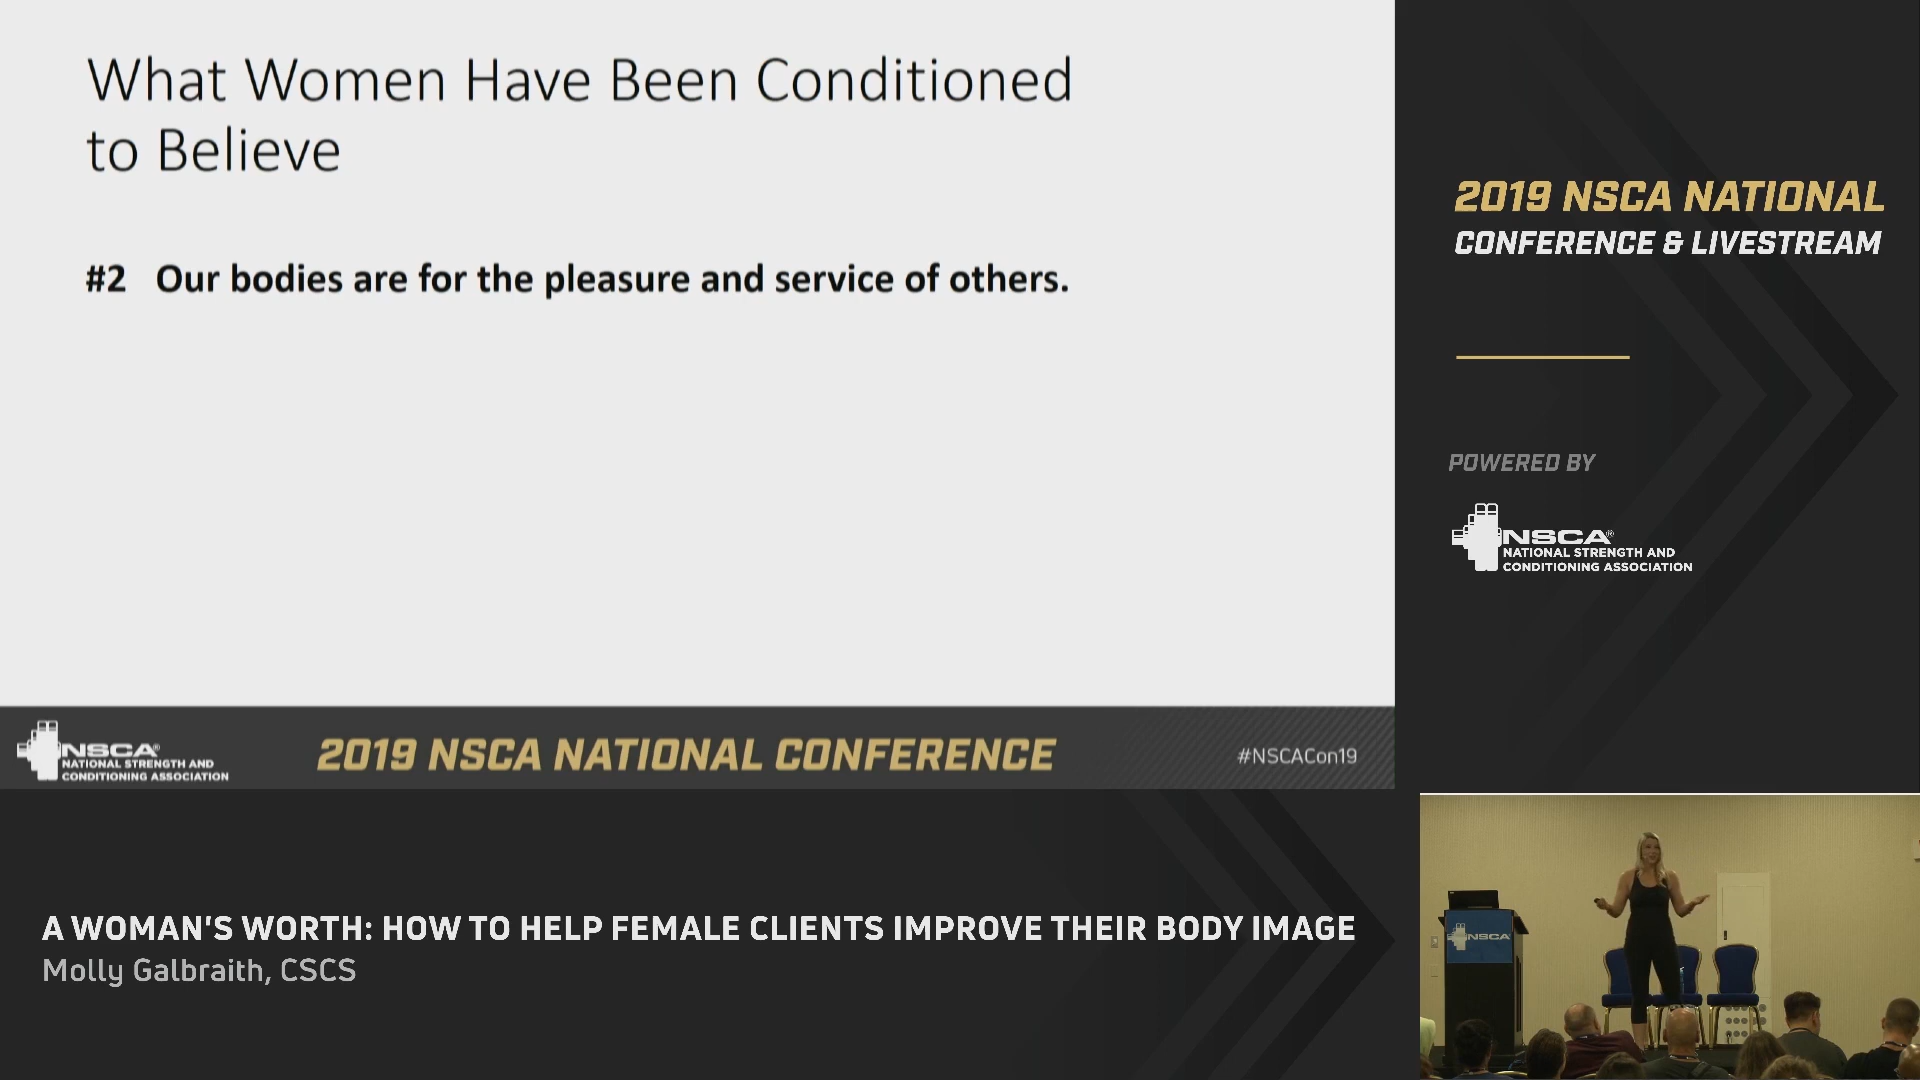 What Women Have Been Conditioned
to Believe
#2 Our bodies are for the pleasure and service of others.
NSCA®
NATIONAL STRENGTH AND
CONDITIONING ASSOCIATION
2019 NSCA NATIONAL CONFERENCE
#NSCACon19
2019 NSCA NATIONAL
CONFERENCE & LIVESTREAM
POWERED BY
NSCA®
NATIONAL STRENGTH AND
CONDITIONING ASSOCIATION
A WOMAN'S WORTH: HOW TO HELP FEMALE CLIENTS IMPROVE THEIR BODY IMAGE
Molly Galbraith, CSCS
NSCA